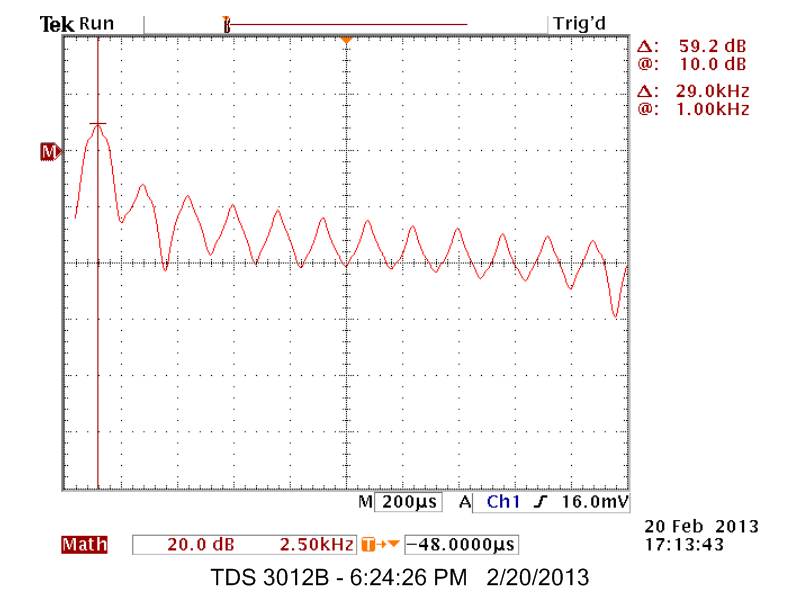 Tek Run Trig'd
Δ: 59.2 dB
@: 10.0 dB
Δ: 29.0kHz
@: 1.00kHz
M
M 200µs A Ch1 ʃ 16.0mV
Math 20.0 dB 2.50kHz T→▼ −48.0000µs
20 Feb 2013
17:13:43
TDS 3012B - 6:24:26 PM 2/20/2013